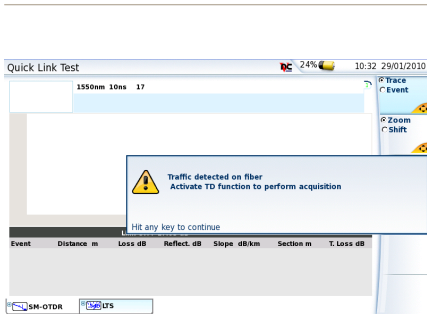 Quick Link Test
24%
10:32 29/01/2010
1550nm 10ns 17
Trace
Event
Zoom
Shift
Traffic detected on fiber
Activate TD function to perform acquisition
Hit any key to continue
Event Distance m Loss dB Reflect. dB Slope dB/km Section m T. Loss dB
SM-OTDR
LTS